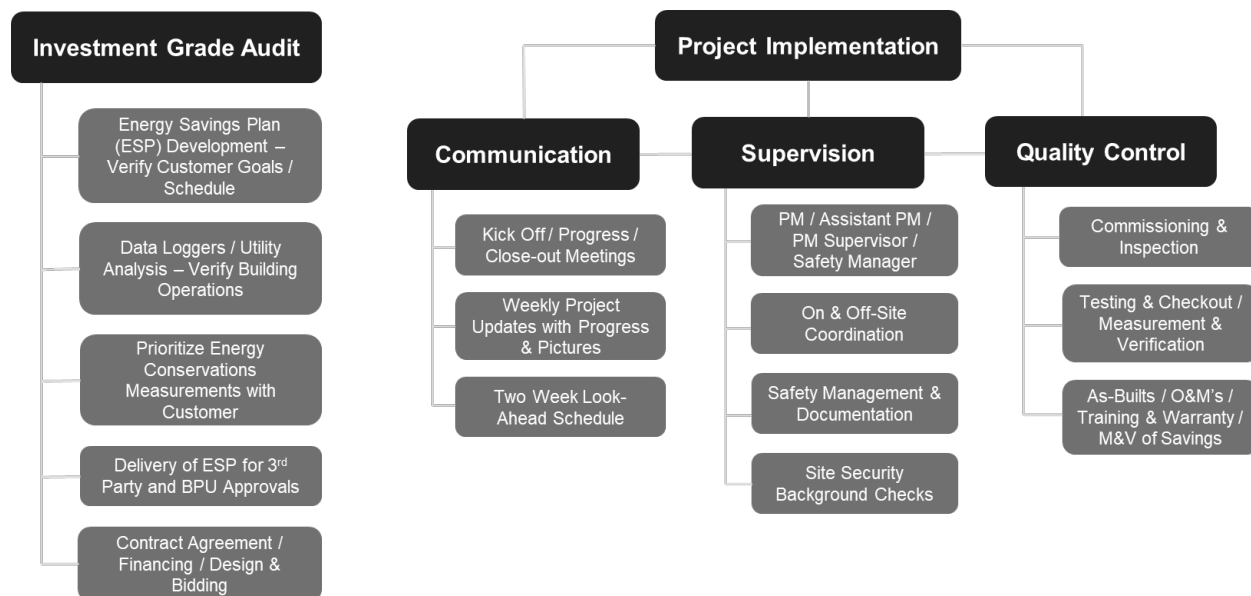 Investment Grade Audit
Energy Savings Plan
(ESP) Development –
Verify Customer Goals /
Schedule
Data Loggers / Utility
Analysis – Verify Building
Operations
Prioritize Energy
Conservations
Measurements with
Customer
Delivery of ESP for 3rd
Party and BPU Approvals
Contract Agreement /
Financing / Design &
Bidding
Project Implementation
Communication
Kick Off / Progress /
Close-out Meetings
Weekly Project
Updates with Progress
& Pictures
Two Week Look-
Ahead Schedule
Supervision
PM / Assistant PM /
PM Supervisor /
Safety Manager
On & Off-Site
Coordination
Safety Management &
Documentation
Site Security
Background Checks
Quality Control
Commissioning &
Inspection
Testing & Checkout /
Measurement &
Verification
As-Builts / O&M's /
Training & Warranty /
M&V of Savings